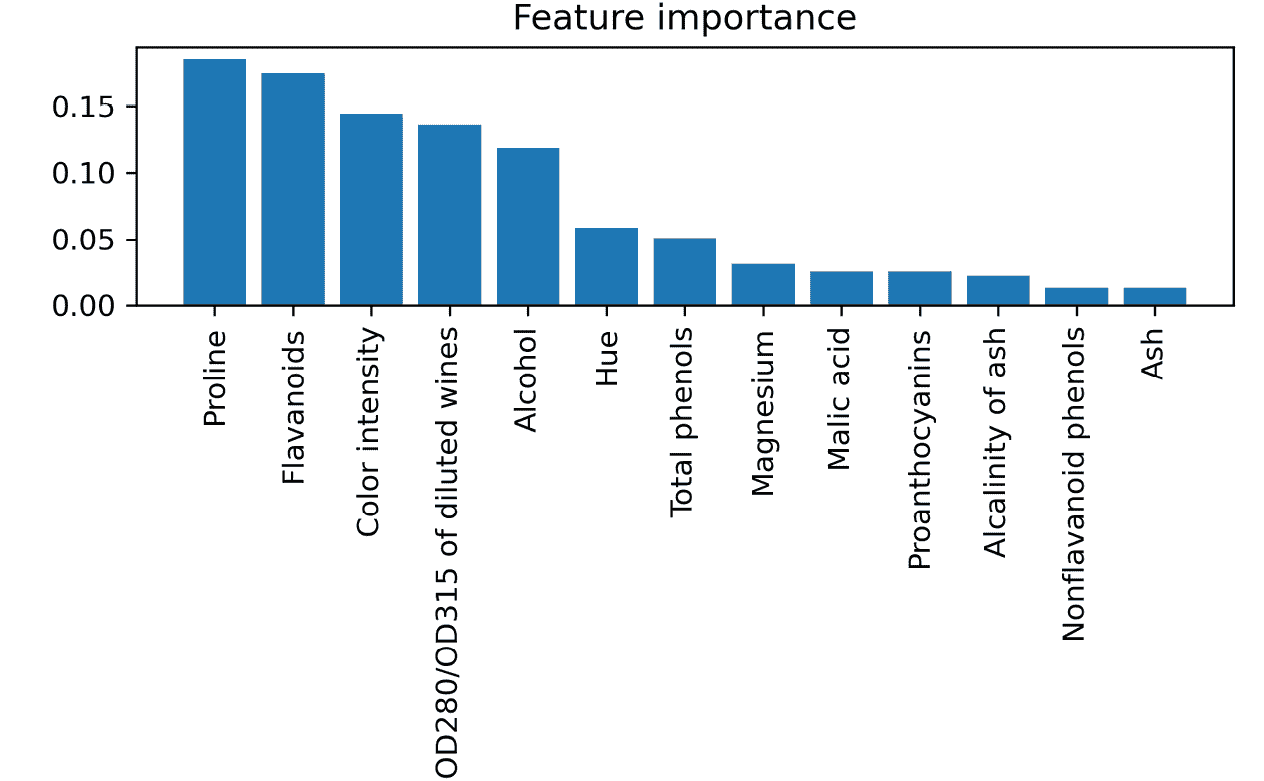 Feature importance
0.15
0.10
0.05
0.00
Proline
Flavanoids
Color intensity
OD280/OD315 of diluted wines
Alcohol
Hue
Total phenols
Magnesium
Malic acid
Proanthocyanins
Alcalinity of ash
Nonflavanoid phenols
Ash